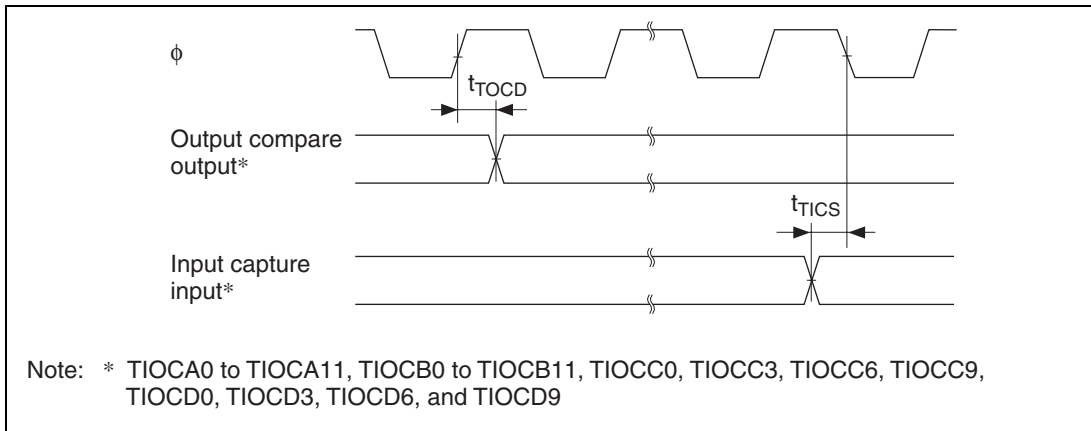 ϕ
tTOCD
Output compare
output*
tTICS
Input capture
input*
Note: * TIOCA0 to TIOCA11, TIOCB0 to TIOCB11, TIOCC0, TIOCC3, TIOCC6, TIOCC9,
TIOCD0, TIOCD3, TIOCD6, and TIOCD9